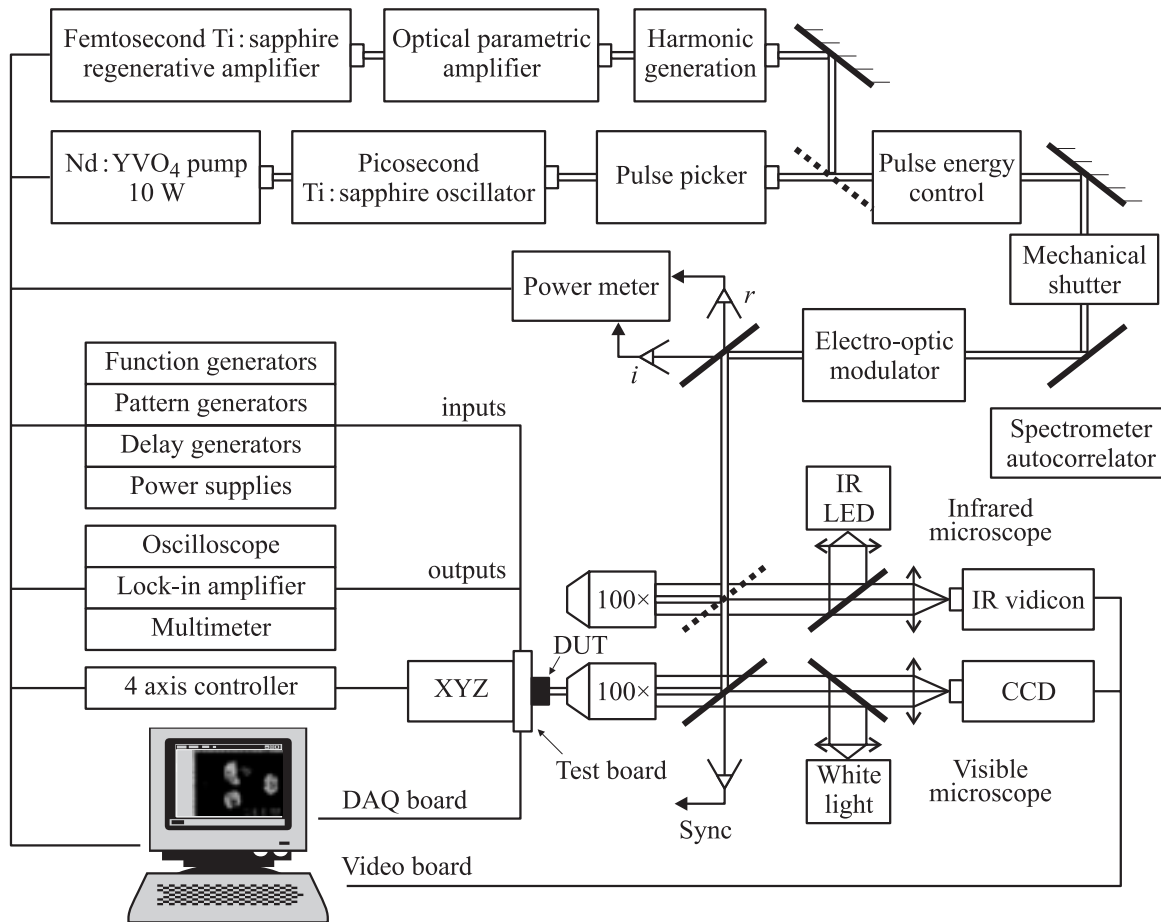 Femtosecond Ti : sapphire
regenerative amplifier
Optical parametric
amplifier
Harmonic
generation
Nd : YVO₄ pump
10 W
Picosecond
Ti : sapphire oscillator
Pulse picker
Pulse energy
control
Mechanical
shutter
Power meter
r
i
Electro-optic
modulator
Spectrometer
autocorrelator
Function generators
Pattern generators
Delay generators
Power supplies
inputs
Oscilloscope
Lock-in amplifier
Multimeter
outputs
IR
LED
Infrared
microscope
100×
IR vidicon
DUT
4 axis controller
XYZ
100×
CCD
Test board
White
light
Visible
microscope
DAQ board
Sync
Video board